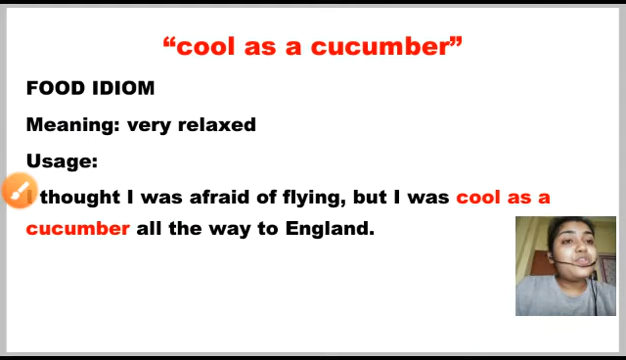 “cool as a cucumber”
FOOD IDIOM
Meaning: very relaxed
Usage:
I thought I was afraid of flying, but I was cool as a
cucumber all the way to England.